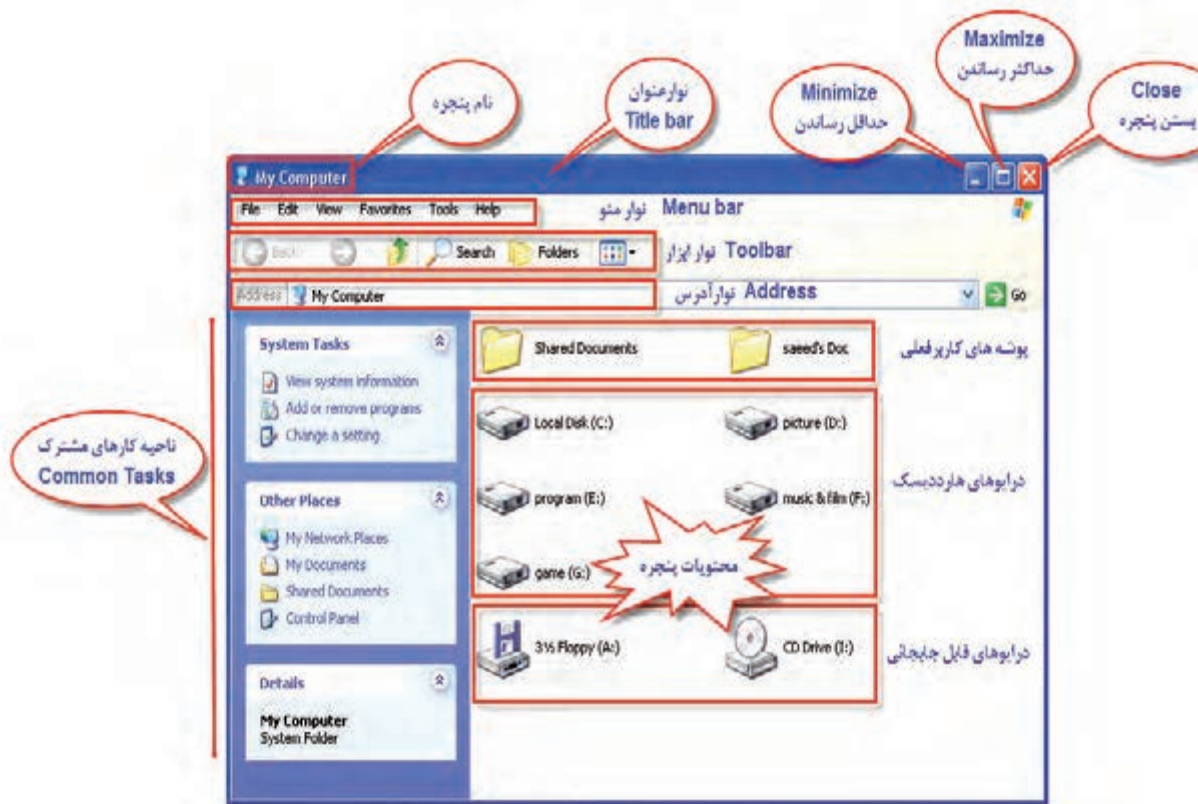 Maximize
حداکثر رساندن
Minimize
حداقل رساندن
Close
بستن پنجره
نوارعنوان
Title bar
نام پنجره
My Computer
File Edit View Favorites Tools Help
نوار منو Menu bar
Back Search Folders
نوار ابزار Toolbar
Address My Computer
نوارآدرس Address
Go
System Tasks
View system information
Add or remove programs
Change a setting
Other Places
My Network Places
My Documents
Shared Documents
Control Panel
Details
My Computer
System Folder
ناحیه کارهای مشترک
Common Tasks
Shared Documents
saeed's Doc
پوشه های کاربرفعلی
Local Disk (C:)
picture (D:)
program (E:)
music & film (F:)
game (G:)
درایوهای هارددیسک
محتویات پنجره
3½ Floppy (A:)
CD Drive (I:)
درایوهای قابل جابجائی